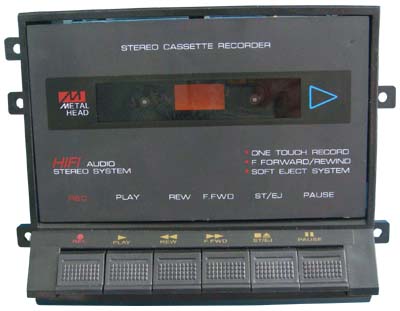 STEREO CASSETTE RECORDER
METAL
HEAD
HIFI AUDIO
STEREO SYSTEM
ONE TOUCH RECORD
F FORWARD/REWIND
SOFT EJECT SYSTEM
REC PLAY REW F.FWD ST/EJ PAUSE
REC PLAY REW F.FWD ST/EJ PAUSE